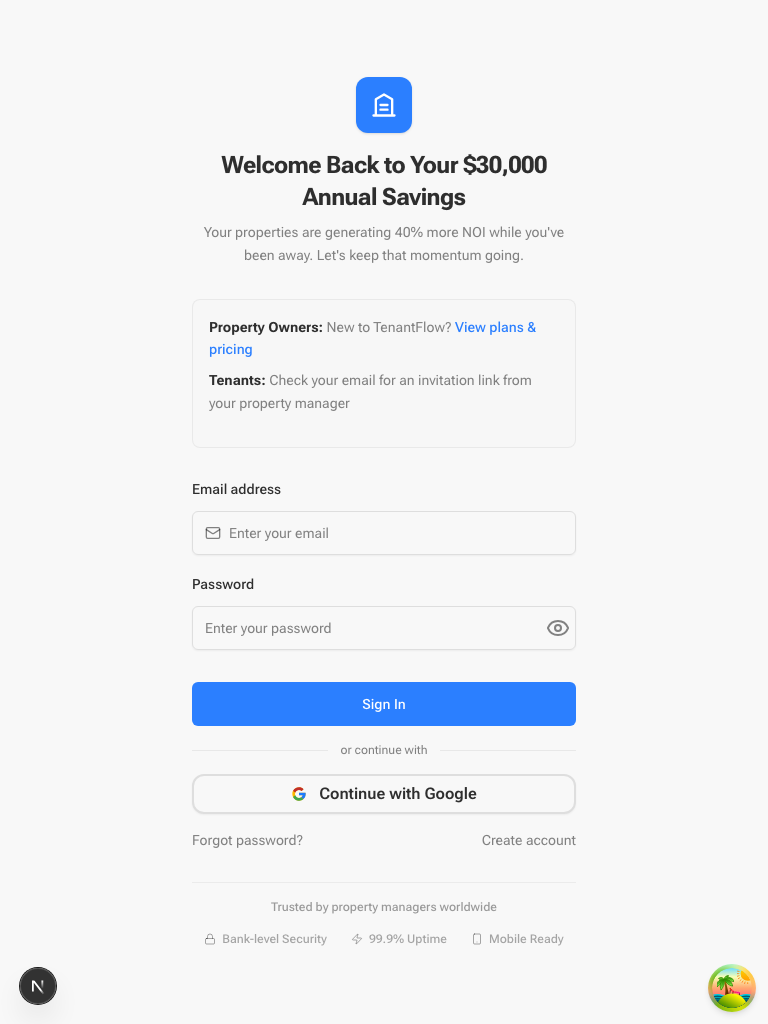 Welcome Back to Your $30,000
Annual Savings
Your properties are generating 40% more NOI while you've
been away. Let's keep that momentum going.
Property Owners: New to TenantFlow? View plans &
pricing
Tenants: Check your email for an invitation link from
your property manager
Email address
Enter your email
Password
Enter your password
Sign In
or continue with
Continue with Google
Forgot password?
Create account
Trusted by property managers worldwide
Bank-level Security
99.9% Uptime
Mobile Ready
N